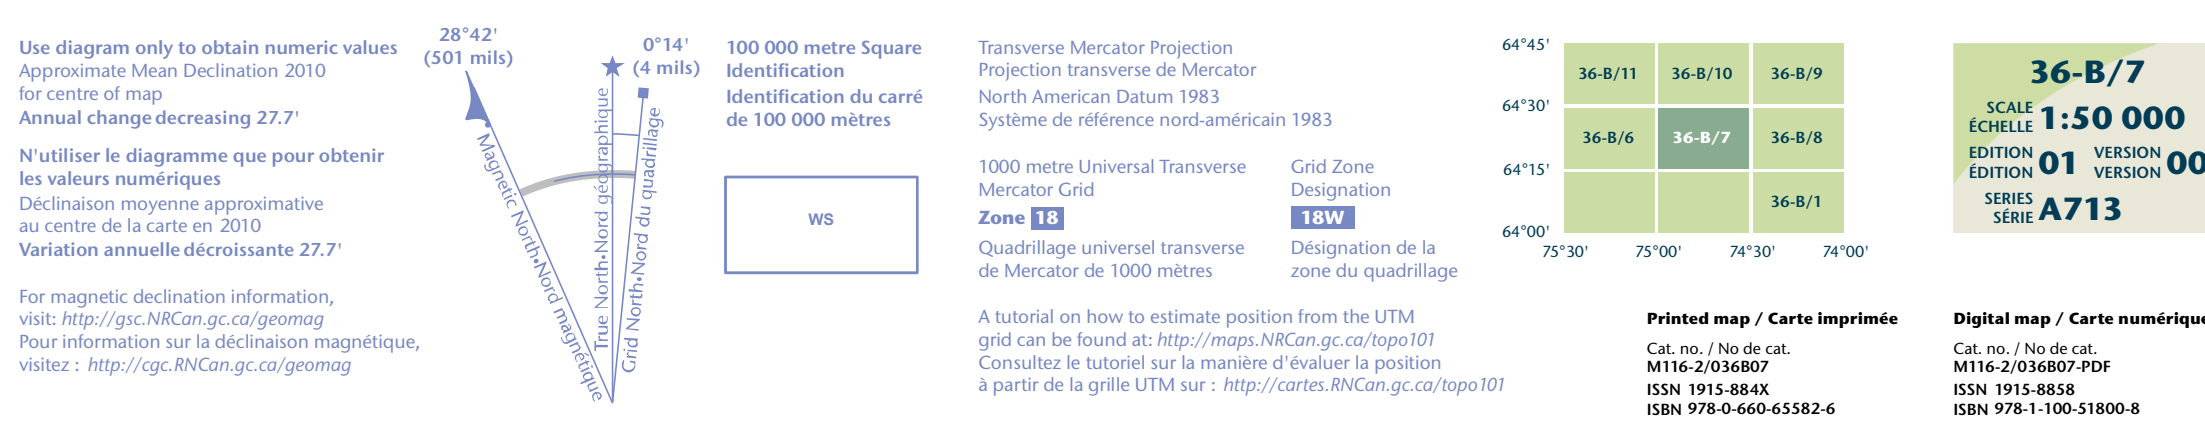 Use diagram only to obtain numeric values
Approximate Mean Declination 2010
for centre of map
Annual change decreasing 27.7'
N'utiliser le diagramme que pour obtenir
les valeurs numériques
Déclinaison moyenne approximative
au centre de la carte en 2010
Variation annuelle décroissante 27.7'
For magnetic declination information,
visit: http://gsc.NRCan.gc.ca/geomag
Pour information sur la déclinaison magnétique,
visitez : http://cgc.RNCan.gc.ca/geomag
28°42'
(501 mils)
0°14'
(4 mils)
Magnetic North•Nord magnétique
True North•Nord géographique
Grid North•Nord du quadrillage
100 000 metre Square
Identification
Identification du carré
de 100 000 mètres
WS
Transverse Mercator Projection
Projection transverse de Mercator
North American Datum 1983
Système de référence nord-américain 1983
1000 metre Universal Transverse
Mercator Grid
Zone 18
Quadrillage universel transverse
de Mercator de 1000 mètres
Grid Zone
Designation
18W
Désignation de la
zone du quadrillage
A tutorial on how to estimate position from the UTM
grid can be found at: http://maps.NRCan.gc.ca/topo101
Consultez le tutoriel sur la manière d'évaluer la position
à partir de la grille UTM sur : http://cartes.RNCan.gc.ca/topo101
64°45'
36-B/11 36-B/10 36-B/9
64°30'
36-B/6 36-B/7 36-B/8
64°15'
36-B/1
64°00'
75°30' 75°00' 74°30' 74°00'
36-B/7
SCALE
ÉCHELLE 1:50 000
EDITION
ÉDITION 01 VERSION
VERSION 00
SERIES
SÉRIE A713
Printed map / Carte imprimée
Cat. no. / No de cat.
M116-2/036B07
ISSN 1915-884X
ISBN 978-0-660-65582-6
Digital map / Carte numérique
Cat. no. / No de cat.
M116-2/036B07-PDF
ISSN 1915-8858
ISBN 978-1-100-51800-8